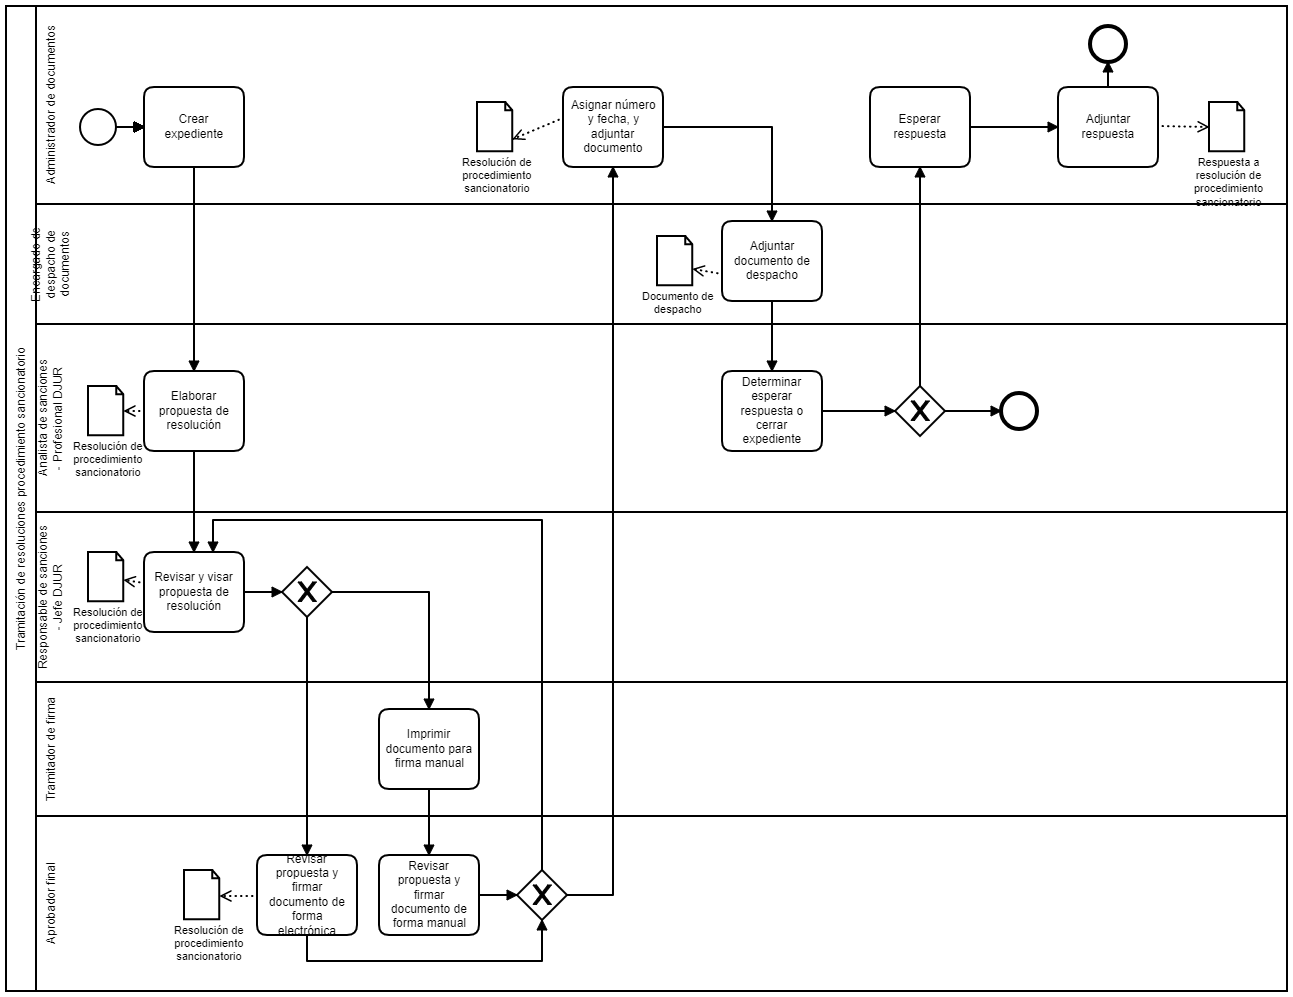 Tramitación de resoluciones procedimiento sancionatorio
Administrador de documentos
Crear
expediente
Resolución de
procedimiento
sancionatorio
Asignar número
y fecha, y
adjuntar
documento
Esperar
respuesta
Adjuntar
respuesta
Respuesta a
resolución de
procedimiento
sancionatorio
Encargado de
despacho de
documentos
Documento de
despacho
Adjuntar
documento de
despacho
Analista de sanciones
- Profesional DJUR
Resolución de
procedimiento
sancionatorio
Elaborar
propuesta de
resolución
Determinar
esperar
respuesta o
cerrar
expediente
X
Responsable de sanciones
- Jefe DJUR
Resolución de
procedimiento
sancionatorio
Revisar y visar
propuesta de
resolución
X
Tramitador de firma
Imprimir
documento para
firma manual
Aprobador final
Resolución de
procedimiento
sancionatorio
Revisar
propuesta y
firmar
documento de
forma
electrónica
Revisar
propuesta y
firmar
documento de
forma manual
X